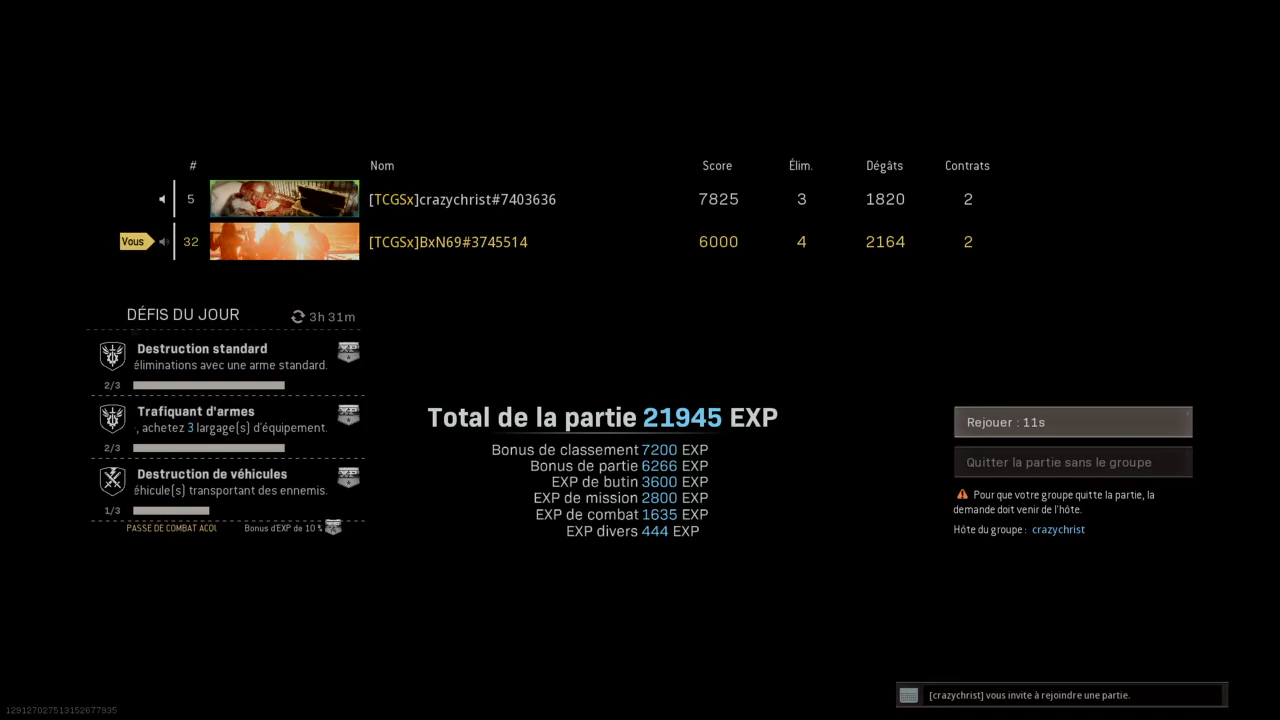 # Nom Score Élim. Dégâts Contrats
5 [TCGSx]crazychrist#7403636 7825 3 1820 2
Vous 32 [TCGSx]BxN69#3745514 6000 4 2164 2
DÉFIS DU JOUR 3h 31m
Destruction standard
éliminations avec une arme standard.
2/3
Trafiquant d'armes
, achetez 3 largage(s) d'équipement.
2/3
Destruction de véhicules
éhicule(s) transportant des ennemis.
1/3
PASSE DE COMBAT ACQU Bonus d'EXP de 10 %
Total de la partie 21945 EXP
Bonus de classement 7200 EXP
Bonus de partie 6266 EXP
EXP de butin 3600 EXP
EXP de mission 2800 EXP
EXP de combat 1635 EXP
EXP divers 444 EXP
Rejouer : 11s
Quitter la partie sans le groupe
Pour que votre groupe quitte la partie, la
demande doit venir de l'hôte.
Hôte du groupe : crazychrist
[crazychrist] vous invite à rejoindre une partie.
129127027513152677935